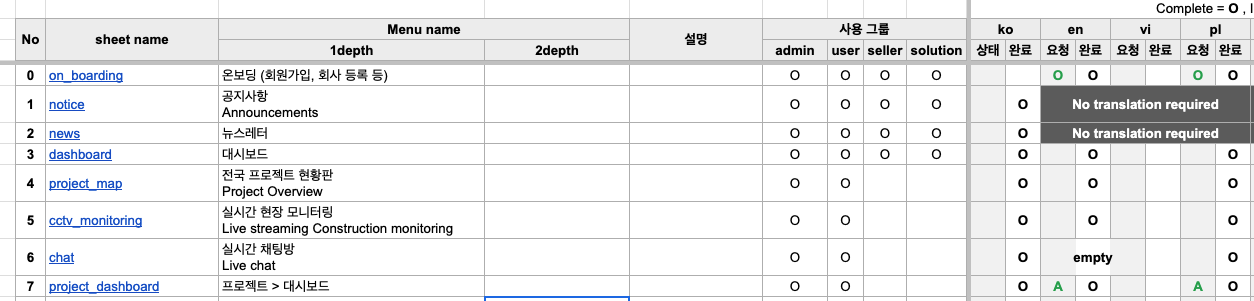 Complete = O , I
No sheet name Menu name 설명 사용 그룹 ko en vi pl
1depth 2depth admin user seller solution 상태 완료 요청 완료 요청 완료 요청 완료
0 on_boarding 온보딩 (회원가입, 회사 등록 등) O O O O O O O O
1 notice 공지사항 O O O O O No translation required
Announcements
2 news 뉴스레터 O O O O O No translation required
3 dashboard 대시보드 O O O O O O O
4 project_map 전국 프로젝트 현황판 O O O O O
Project Overview
5 cctv_monitoring 실시간 현장 모니터링 O O O O O
Live streaming Construction monitoring
6 chat 실시간 채팅방 O O O empty O
Live chat
7 project_dashboard 프로젝트 > 대시보드 O O O A O A O